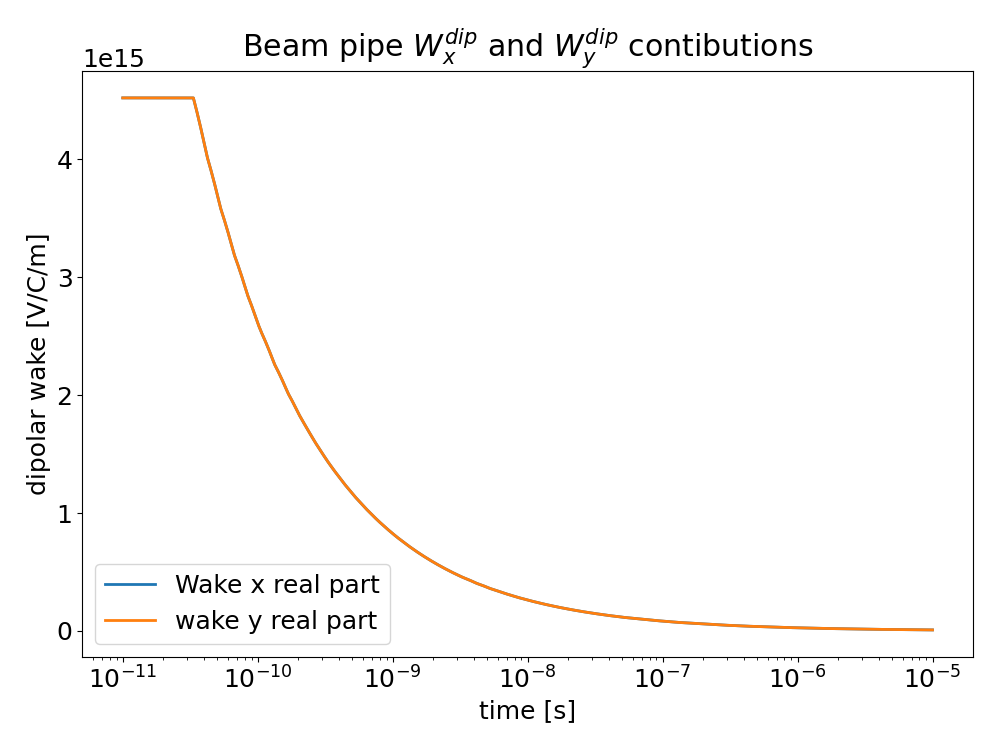 Beam pipe $W_x^{dip}$ and $W_y^{dip}$ contibutions
1e15
4
3
2
1
0
dipolar wake [V/C/m]
Wake x real part
wake y real part
10⁻¹¹ 10⁻¹⁰ 10⁻⁹ 10⁻⁸ 10⁻⁷ 10⁻⁶ 10⁻⁵
time [s]